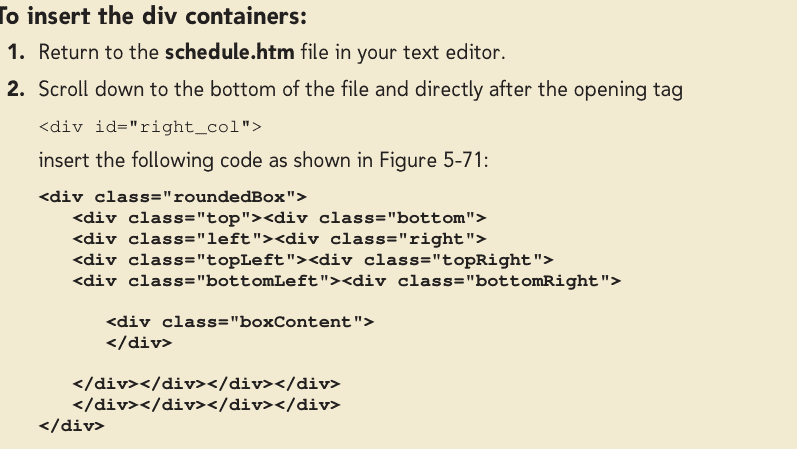 To insert the div containers:
1. Return to the schedule.htm file in your text editor.
2. Scroll down to the bottom of the file and directly after the opening tag
<div id="right_col">
insert the following code as shown in Figure 5-71:
<div class="roundedBox">
<div class="top"><div class="bottom">
<div class="left"><div class="right">
<div class="topLeft"><div class="topRight">
<div class="bottomLeft"><div class="bottomRight">
<div class="boxContent">
</div>
</div></div></div></div>
</div></div></div></div>
</div>